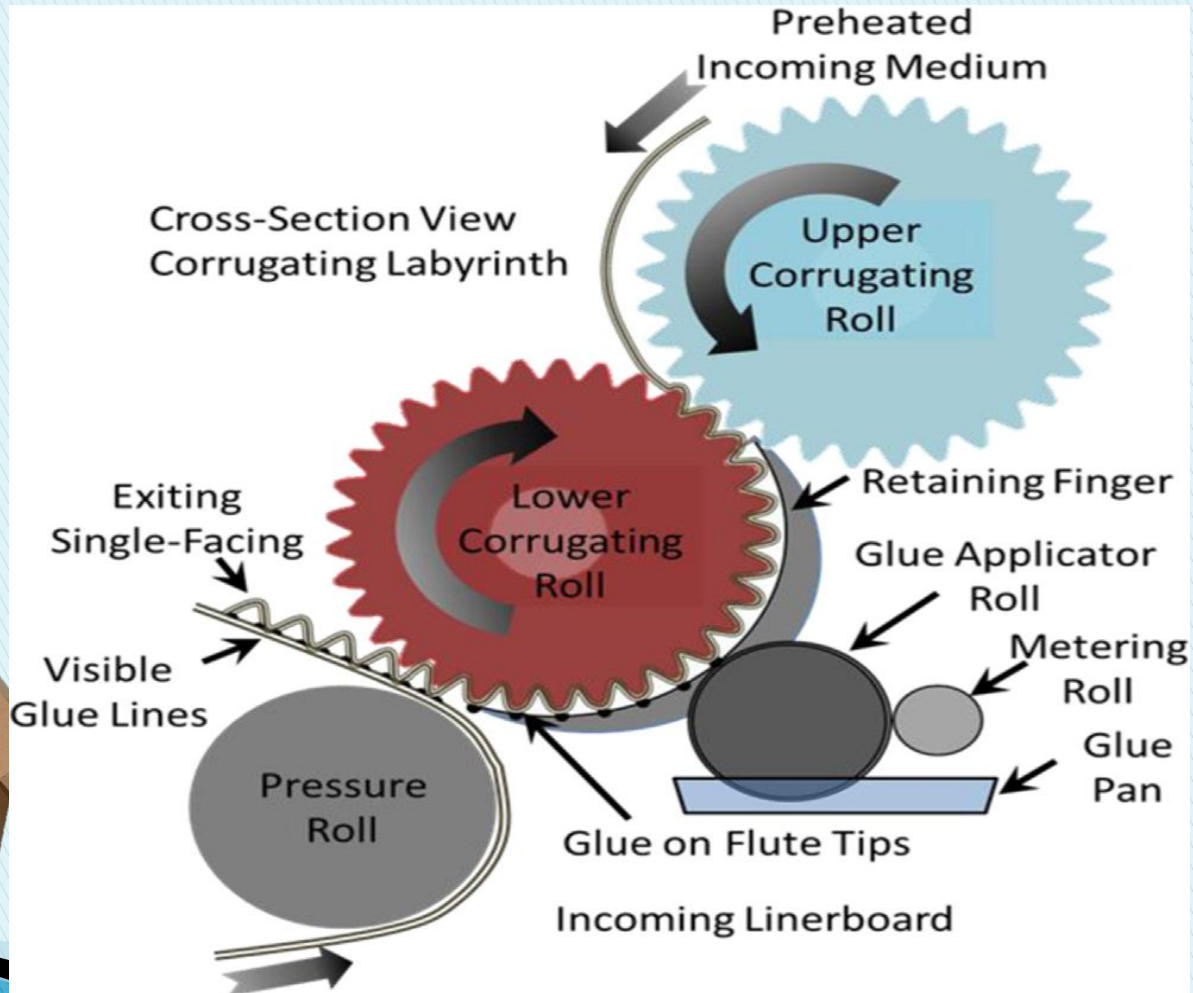 Preheated
Incoming Medium
Cross-Section View
Corrugating Labyrinth
Upper
Corrugating
Roll
Exiting
Single-Facing
Lower
Corrugating
Roll
Retaining Finger
Glue Applicator
Roll
Metering
Roll
Visible
Glue Lines
Glue
Pan
Pressure
Roll
Glue on Flute Tips
Incoming Linerboard